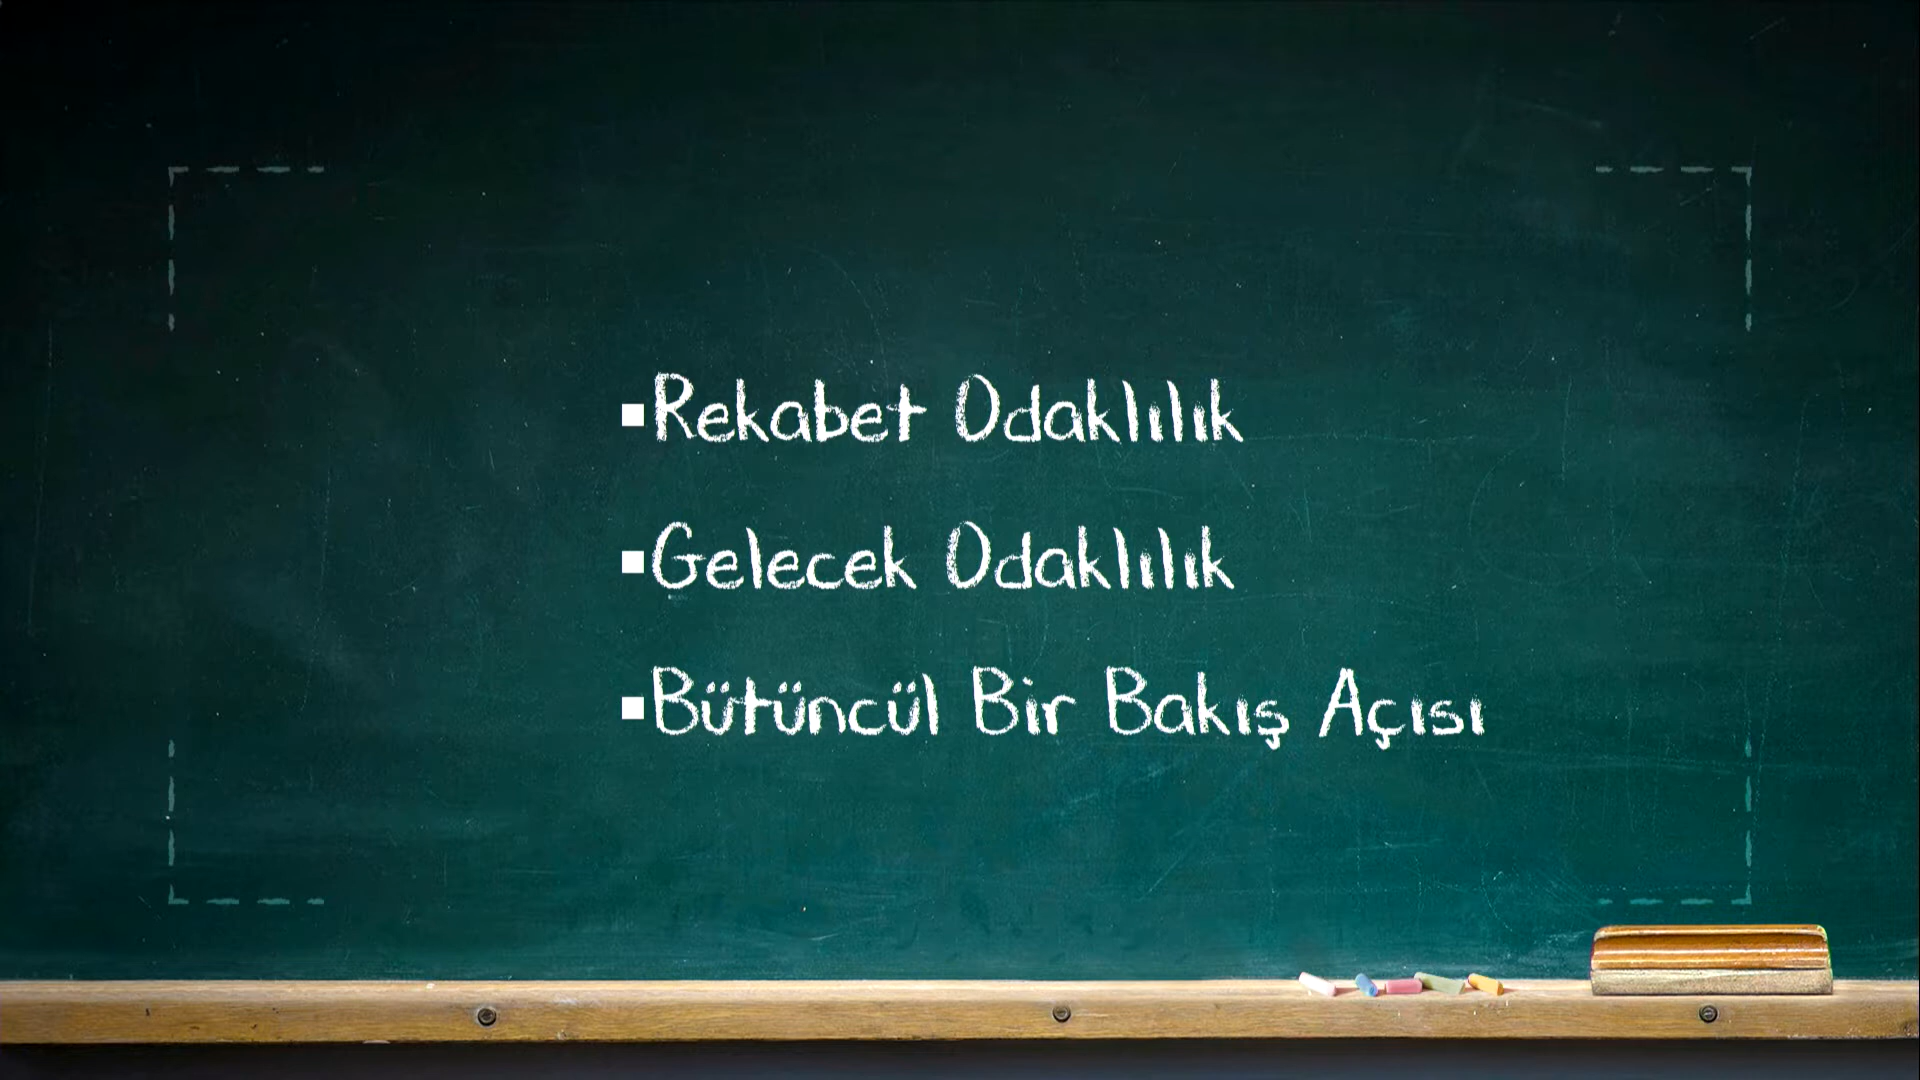 ▪Rekabet Odaklılık
▪Gelecek Odaklılık
▪Bütüncül Bir Bakış Açısı